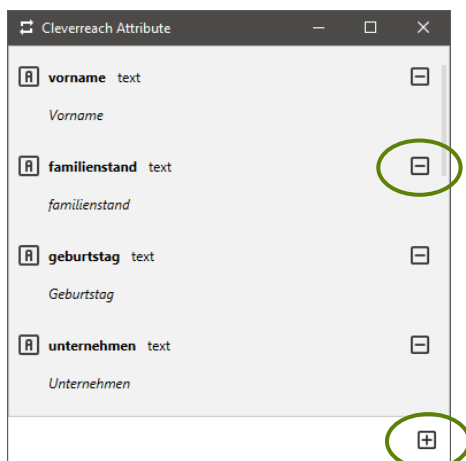 Cleverreach Attribute
A vorname text
Vorname
A familienstand text
familienstand
A geburtstag text
Geburtstag
A unternehmen text
Unternehmen